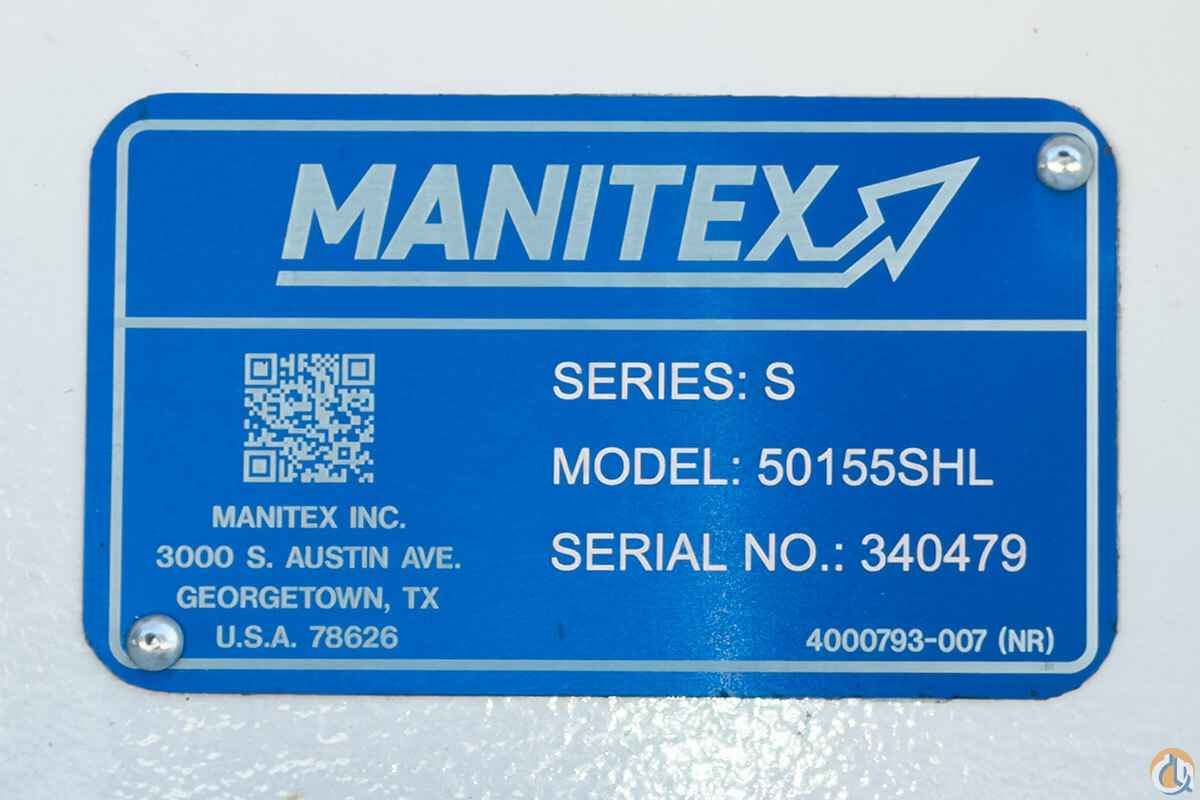 MANITEX
SERIES: S
MODEL: 50155SHL
SERIAL NO.: 340479
MANITEX INC.
3000 S. AUSTIN AVE.
GEORGETOWN, TX
U.S.A. 78626
4000793-007 (NR)